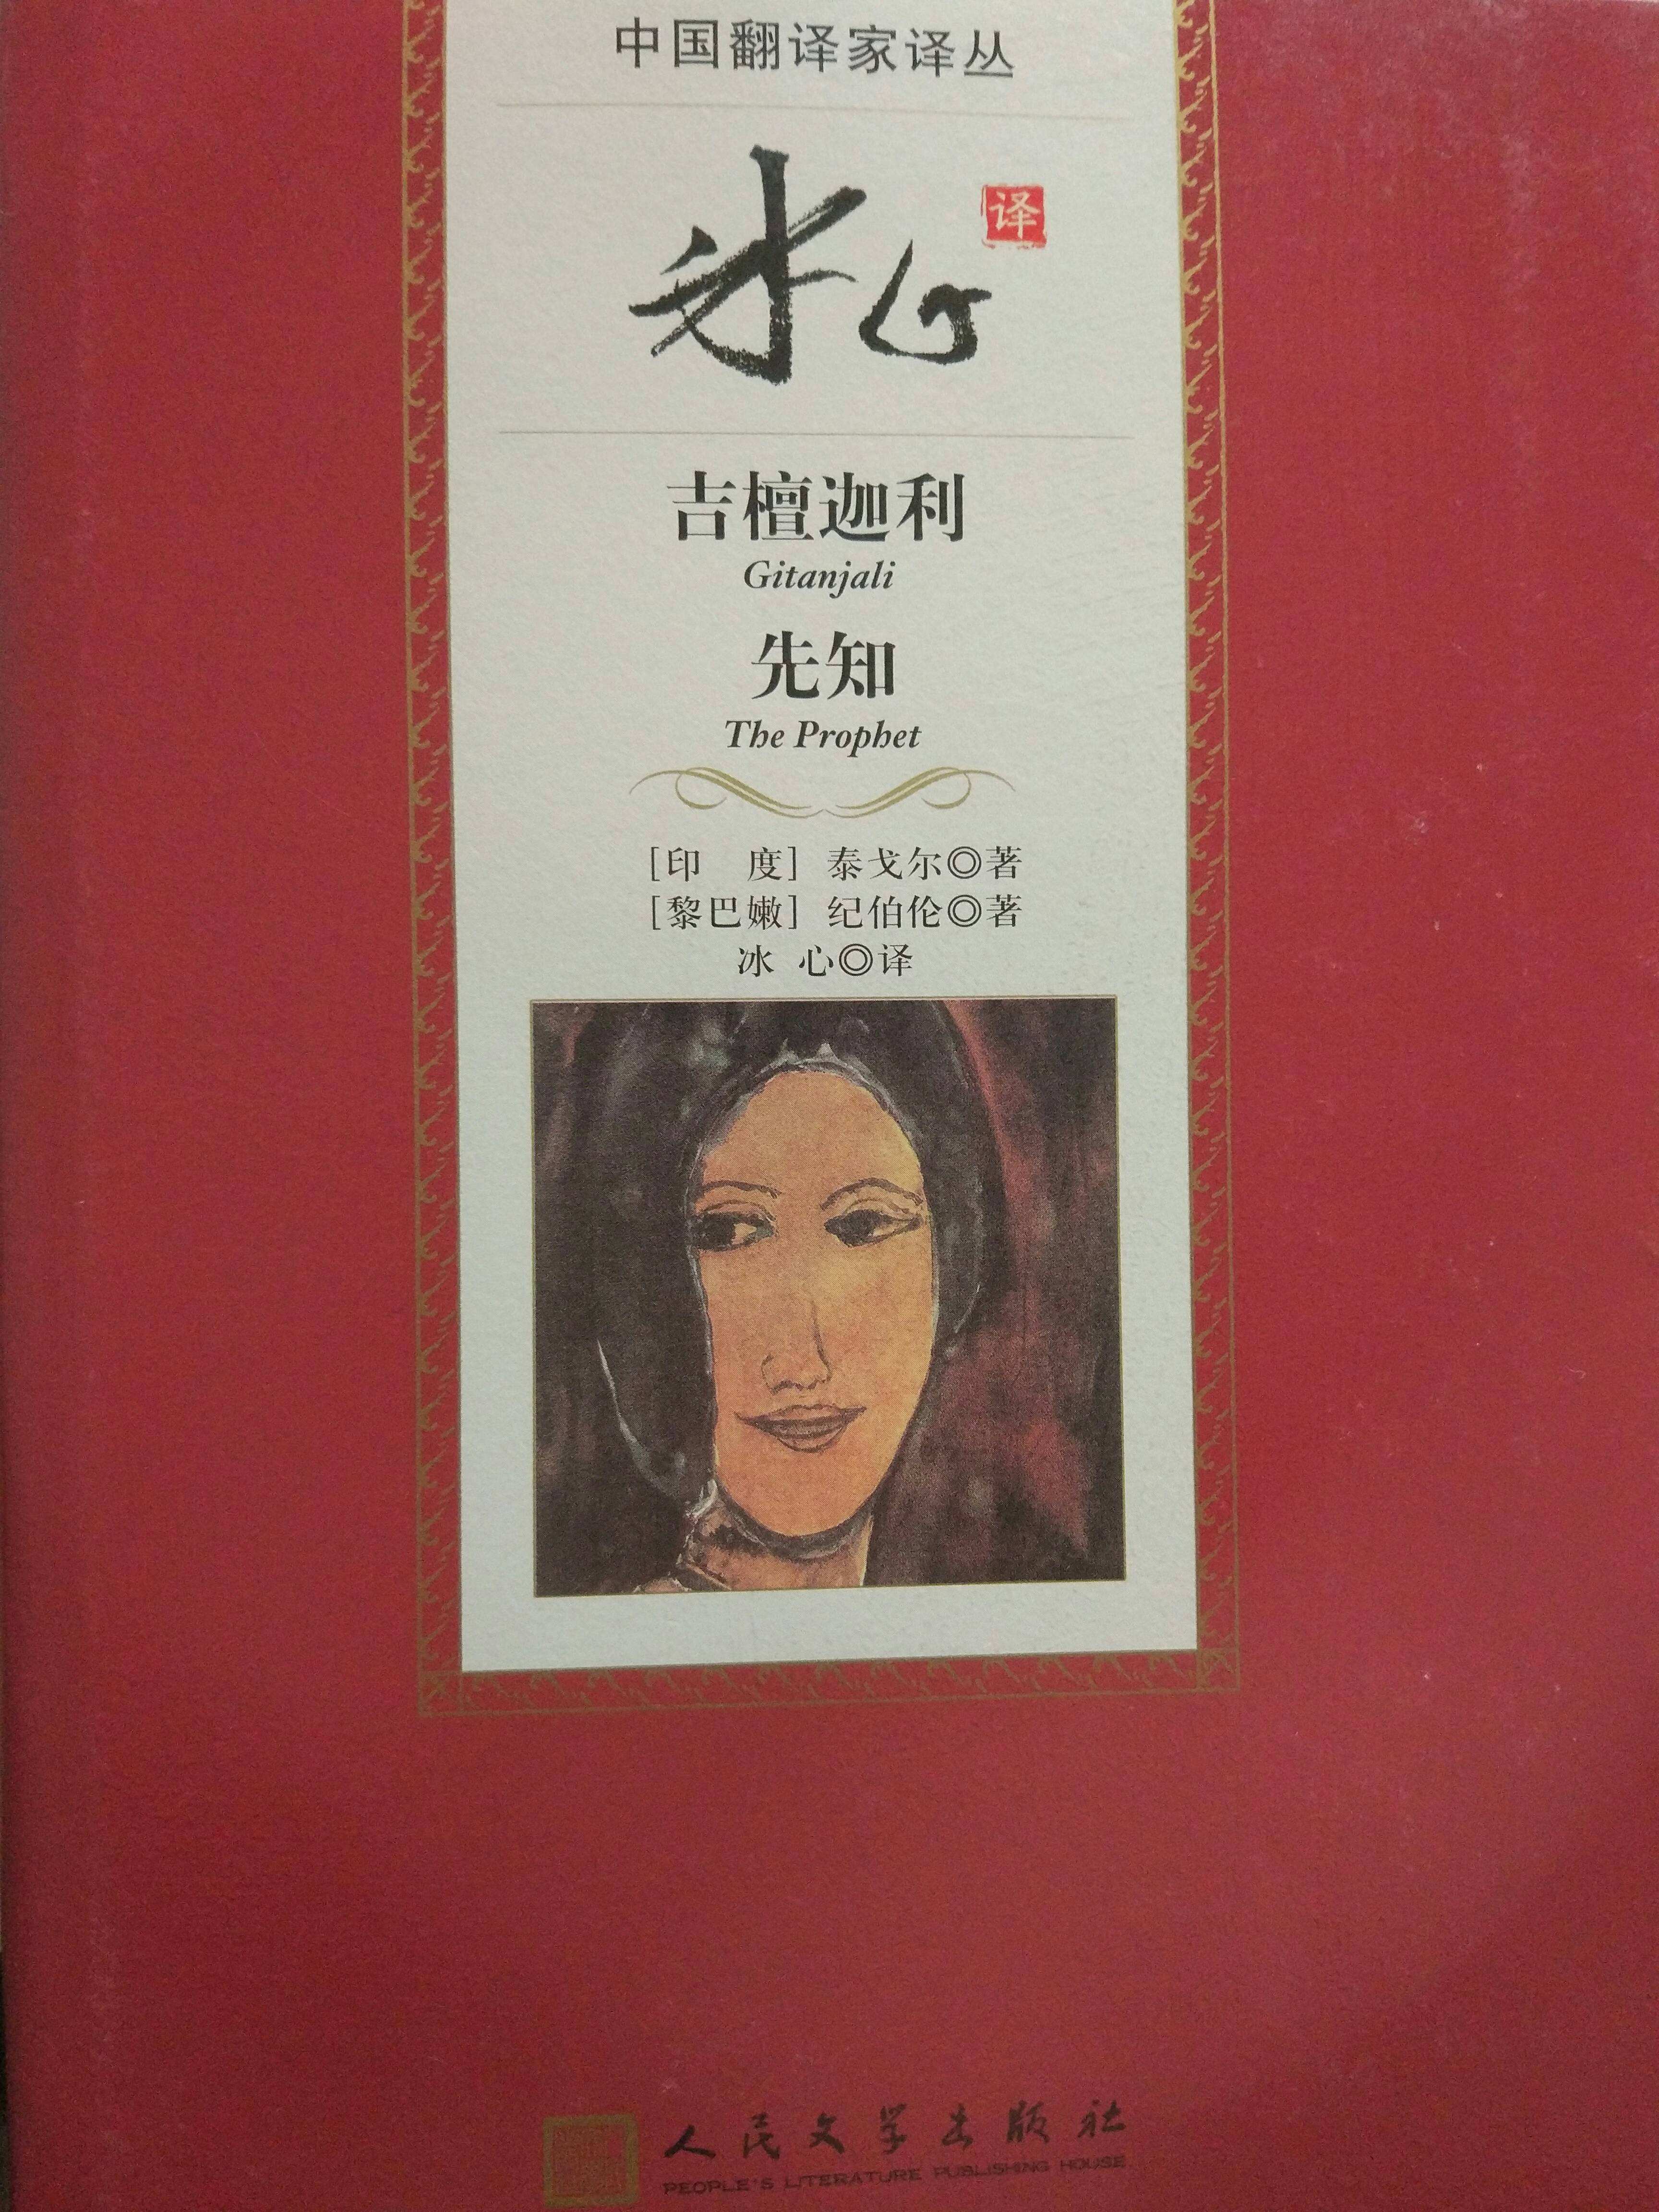 中国翻译家译丛
冰心
译
吉檀迦利
Gitanjali
先知
The Prophet
[印 度] 泰戈尔◎著
[黎巴嫩] 纪伯伦◎著
冰 心◎译
人民文学出版社
PEOPLE'S LITERATURE PUBLISHING HOUSE